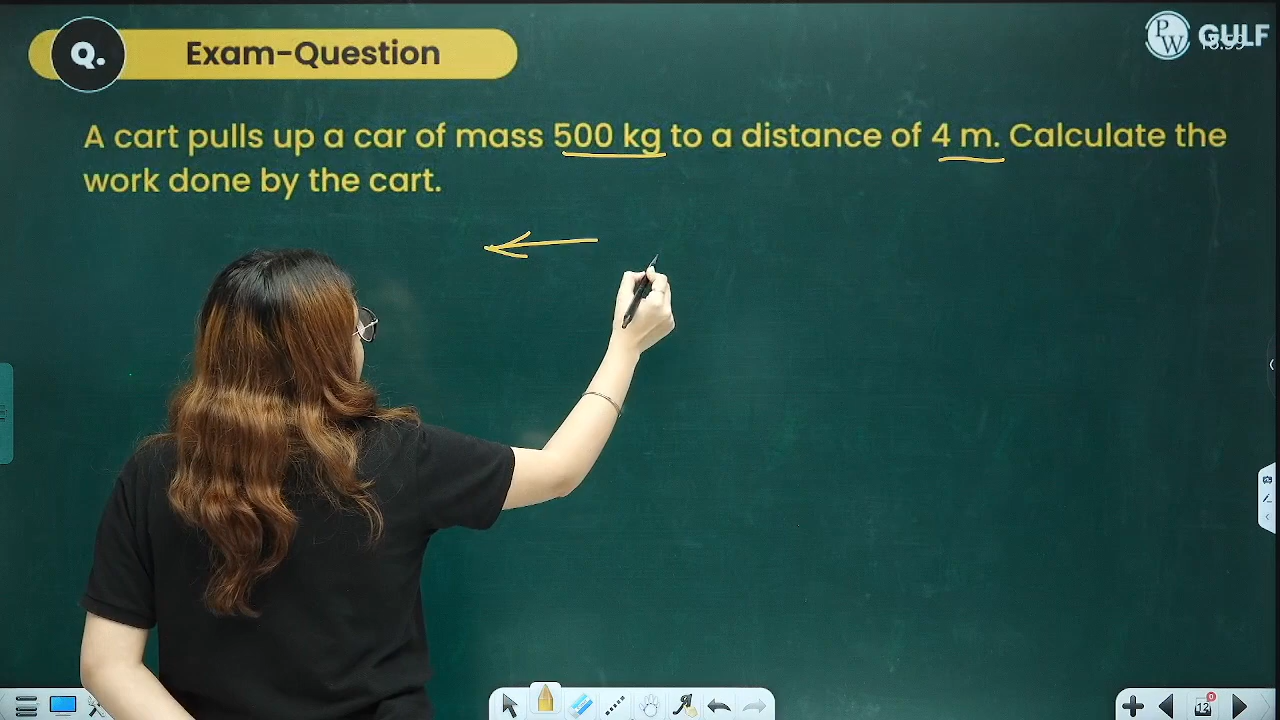 Q. Exam-Question
PW GULF
A cart pulls up a car of mass 500 kg to a distance of 4 m. Calculate the
work done by the cart.